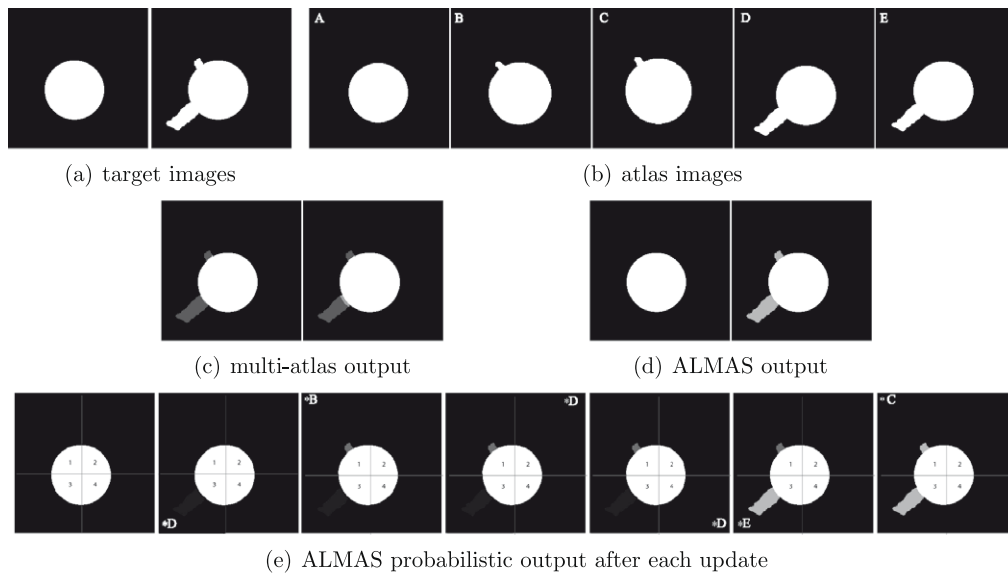 A B C D E
(a) target images (b) atlas images
(c) multi-atlas output (d) ALMAS output
1 2 1 2 *B 1 2 *D 1 2 1 2 1 2 *C 1 2
3 4 *D 3 4 3 4 3 4 3 4 *D *E 3 4 3 4
(e) ALMAS probabilistic output after each update